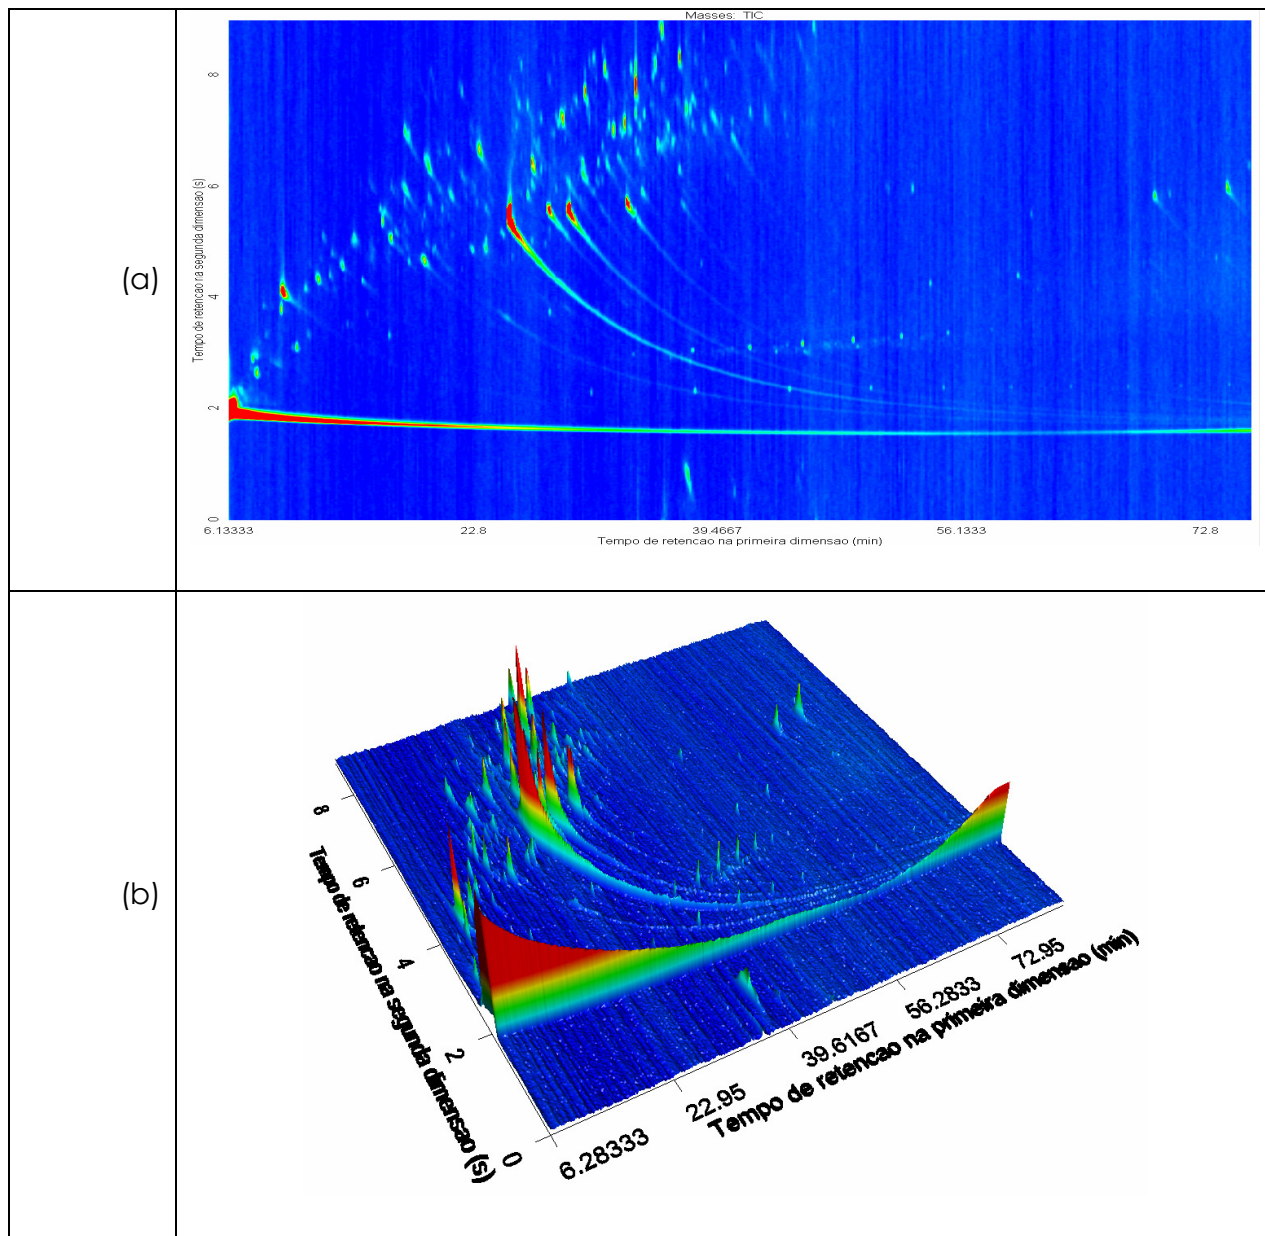 Masses: TIC
(a)
8
6
4
2
0
Tempo de retencao na segunda dimensao (s)
6.13333 22.8 39.4667 56.1333 72.8
Tempo de retencao na primeira dimensao (min)
(b)
8
6
4
2
0
Tempo de retencao na segunda dimensao (s)
6.28333 22.95 39.6167 56.2833 72.95
Tempo de retencao na primeira dimensao (min)